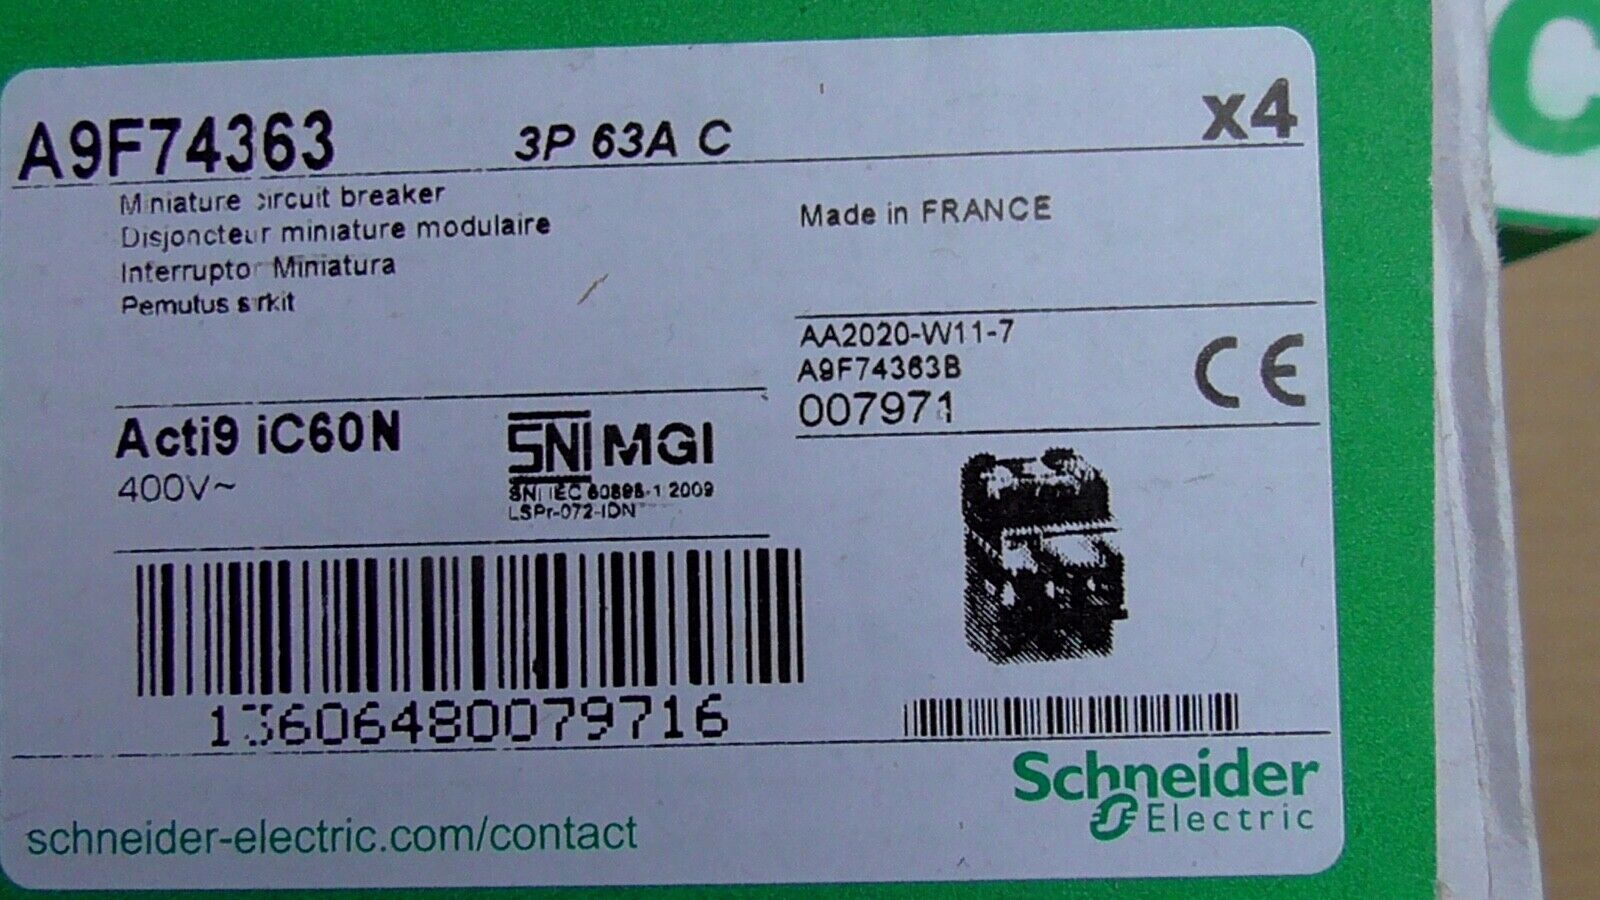 A9F74363 3P 63A C x4
Miniature circuit breaker
Disjoncteur miniature modulaire
Interruptor Miniatura
Pemutus sirkit
Made in FRANCE
AA2020-W11-7
A9F74363B
007971
CE
Acti9 iC60N
400V~
SNI MGI
SNI IEC 60898-1:2009
LSPr-072-IDN
13606480079716
Schneider
Electric
schneider-electric.com/contact
C